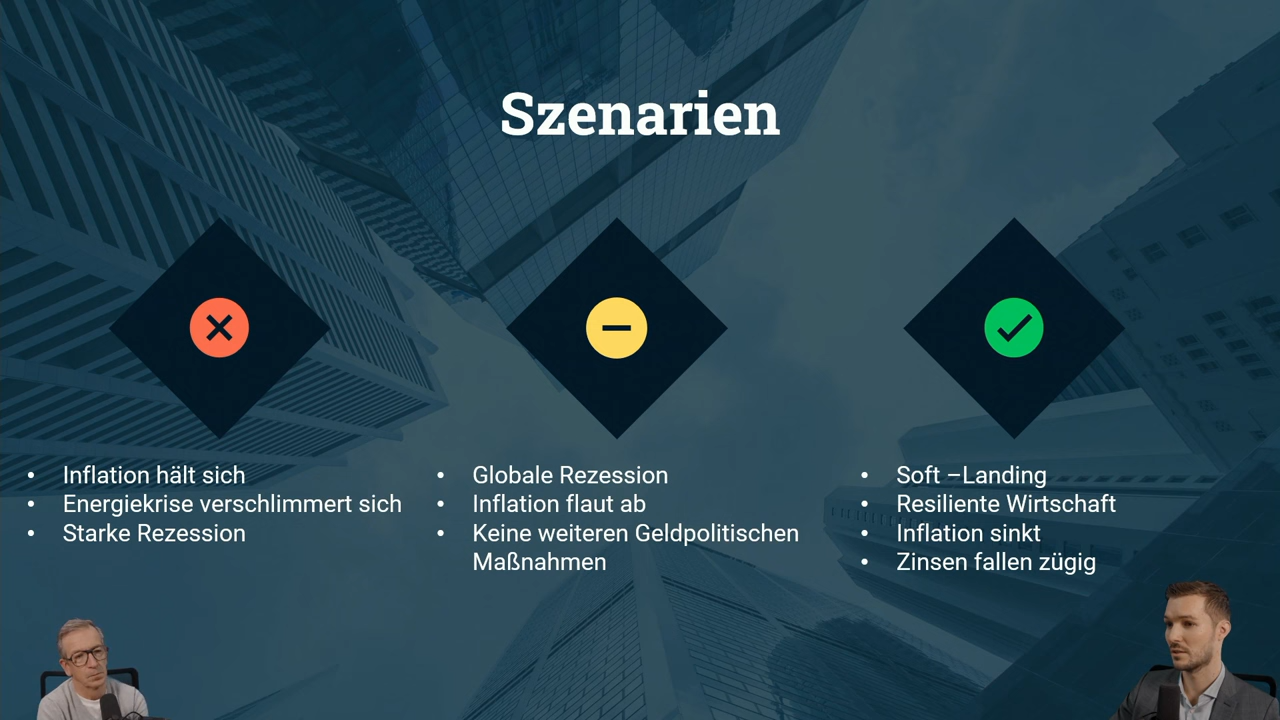 Szenarien
• Inflation hält sich
• Energiekrise verschlimmert sich
• Starke Rezession
• Globale Rezession
• Inflation flaut ab
• Keine weiteren Geldpolitischen
Maßnahmen
• Soft –Landing
• Resiliente Wirtschaft
• Inflation sinkt
• Zinsen fallen zügig